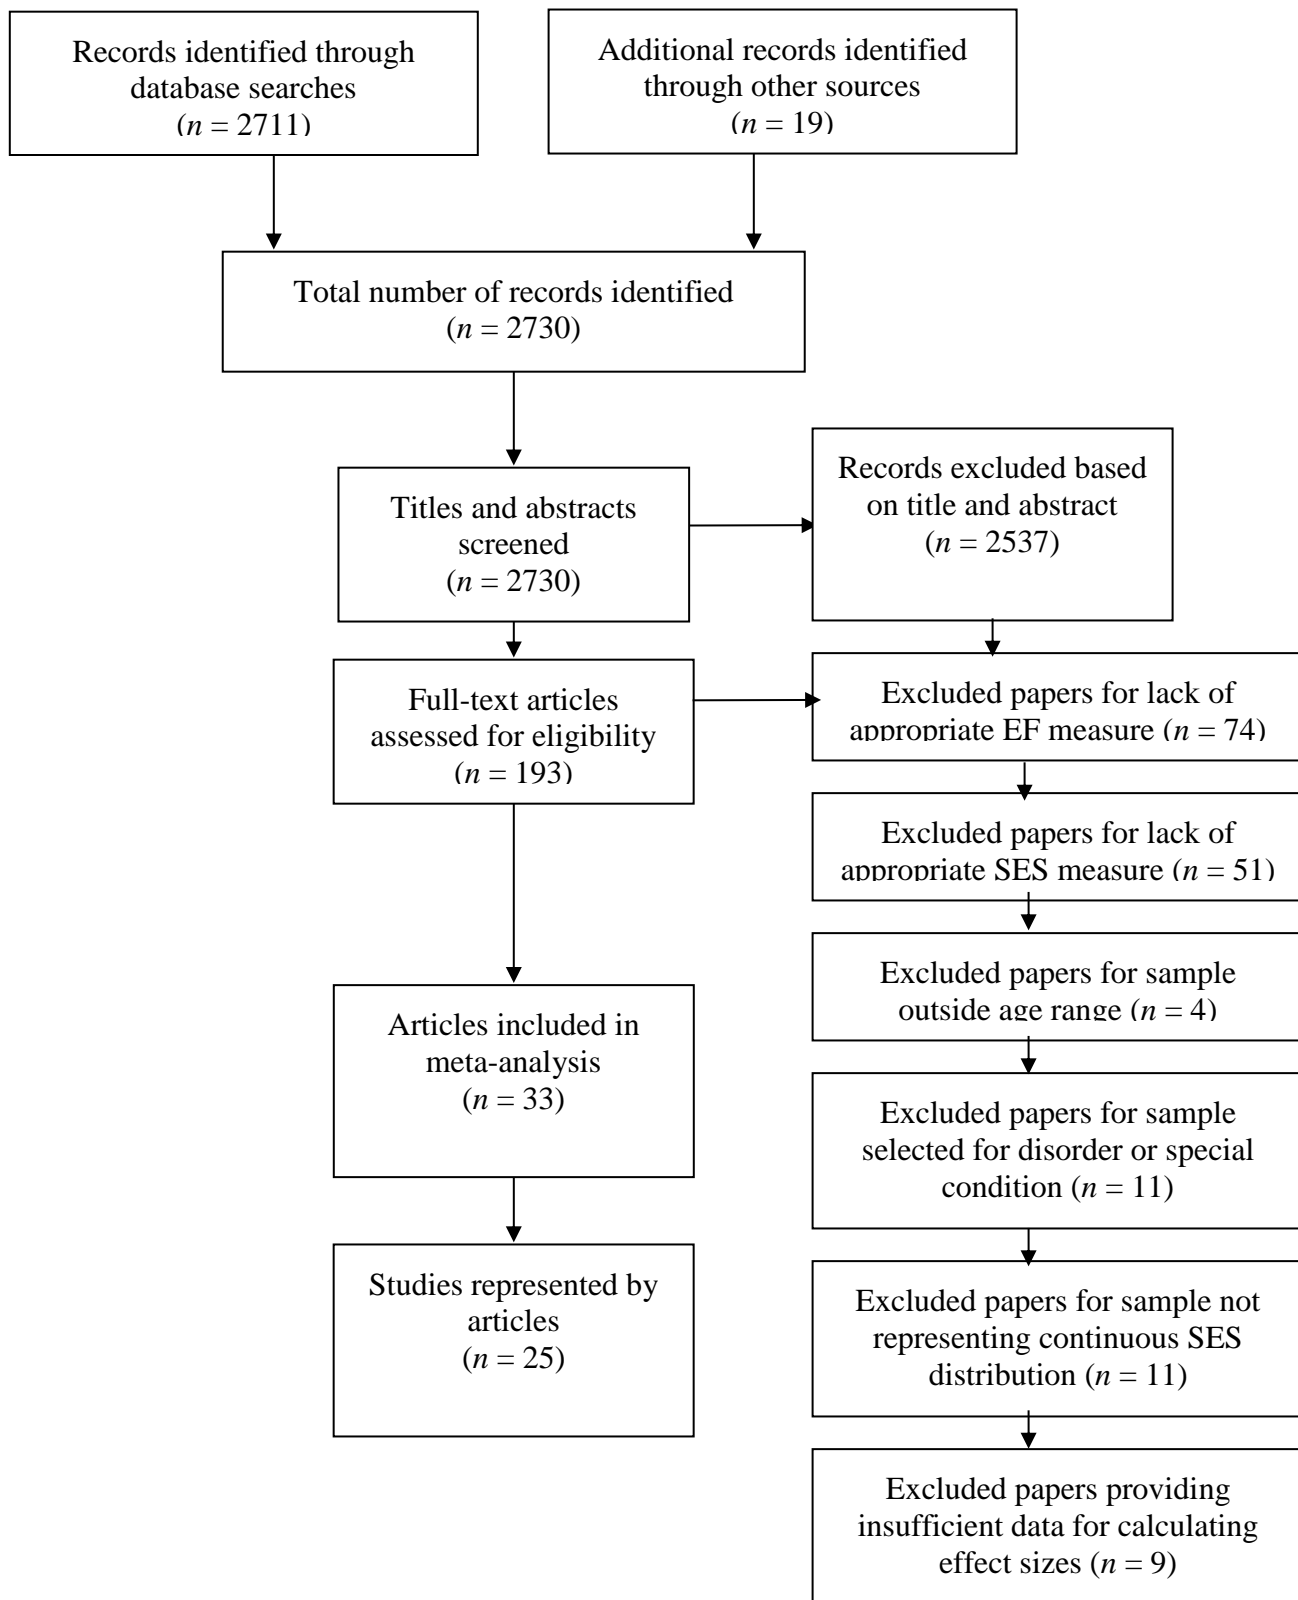 Records identified through
database searches
(n = 2711)
Additional records identified
through other sources
(n = 19)
Total number of records identified
(n = 2730)
Titles and abstracts
screened
(n = 2730)
Records excluded based
on title and abstract
(n = 2537)
Full-text articles
assessed for eligibility
(n = 193)
Excluded papers for lack of
appropriate EF measure (n = 74)
Excluded papers for lack of
appropriate SES measure (n = 51)
Excluded papers for sample
outside age range (n = 4)
Articles included in
meta-analysis
(n = 33)
Excluded papers for sample
selected for disorder or special
condition (n = 11)
Studies represented by
articles
(n = 25)
Excluded papers for sample not
representing continuous SES
distribution (n = 11)
Excluded papers providing
insufficient data for calculating
effect sizes (n = 9)